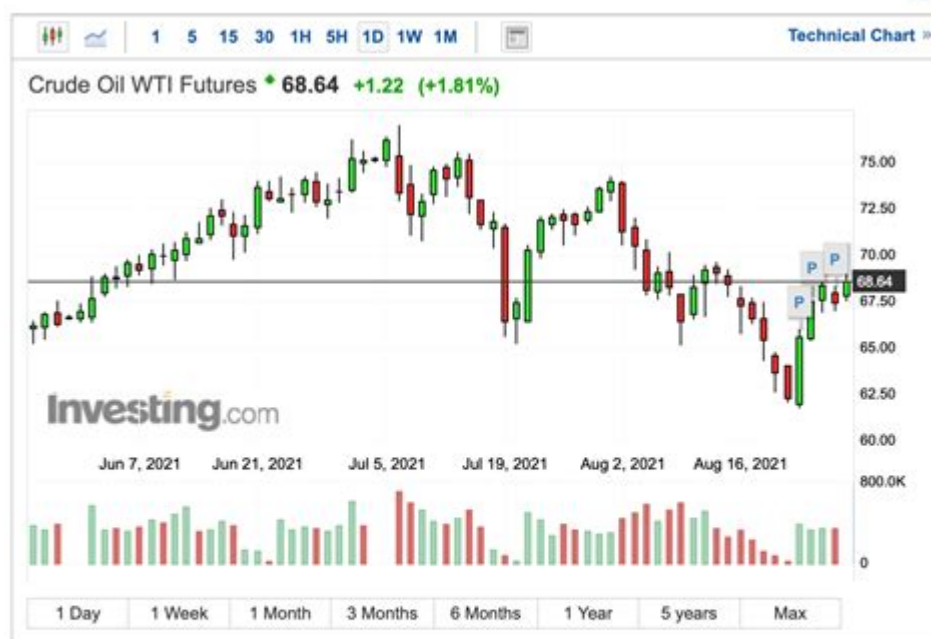 1 5 15 30 1H 5H 1D 1W 1M
Technical Chart »
Crude Oil WTI Futures 68.64 +1.22 (+1.81%)
75.00
72.50
70.00
P P
68.64
P
67.50
65.00
62.50
Investing.com
60.00
Jun 7, 2021 Jun 21, 2021 Jul 5, 2021 Jul 19, 2021 Aug 2, 2021 Aug 16, 2021
800.0K
0
1 Day 1 Week 1 Month 3 Months 6 Months 1 Year 5 years Max